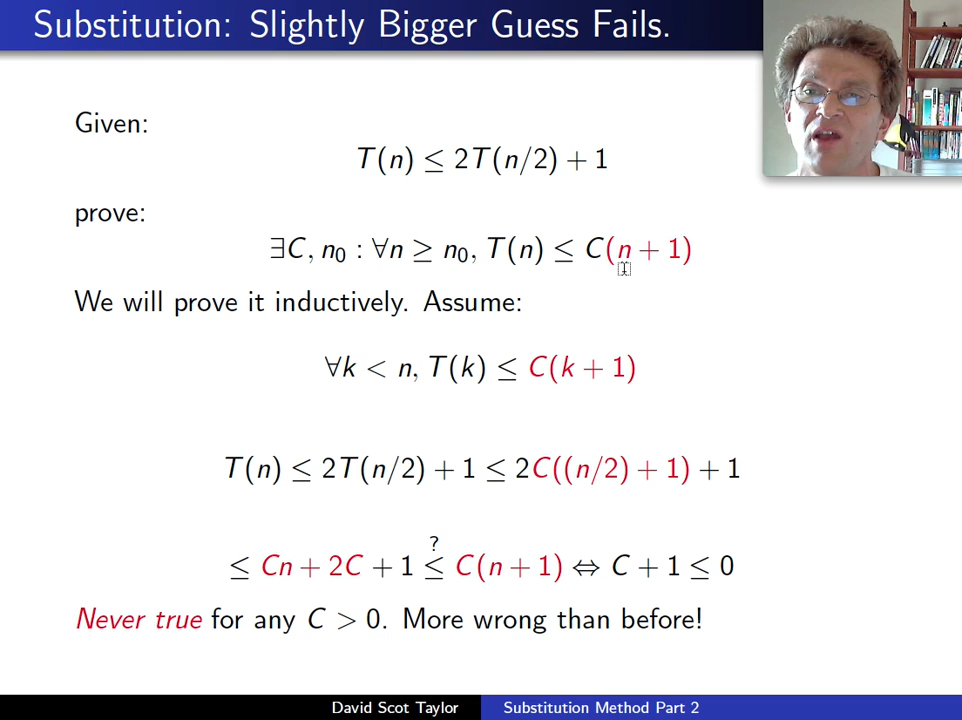 Substitution: Slightly Bigger Guess Fails.
Given:
T(n) ≤ 2T(n/2) + 1
prove:
∃C, n₀ : ∀n ≥ n₀, T(n) ≤ C(n + 1)
We will prove it inductively. Assume:
∀k < n, T(k) ≤ C(k + 1)
T(n) ≤ 2T(n/2) + 1 ≤ 2C((n/2) + 1) + 1
?
≤ Cn + 2C + 1 ≤ C(n + 1) ⇔ C + 1 ≤ 0
Never true for any C > 0. More wrong than before!
David Scot Taylor
Substitution Method Part 2